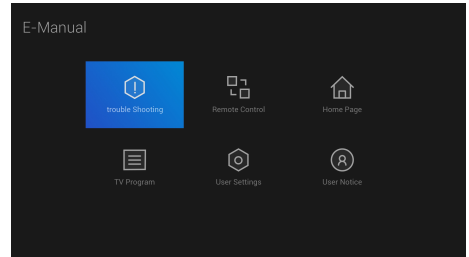 E-Manual
trouble Shooting
Remote Control
Home Page
TV Program
User Settings
User Notice